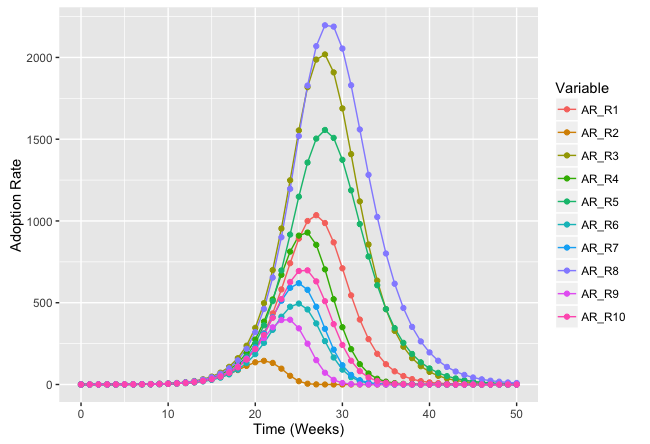 Adoption Rate
2000
1500
1000
500
0
0
10
20
30
40
50
Time (Weeks)
Variable
AR_R1
AR_R2
AR_R3
AR_R4
AR_R5
AR_R6
AR_R7
AR_R8
AR_R9
AR_R10